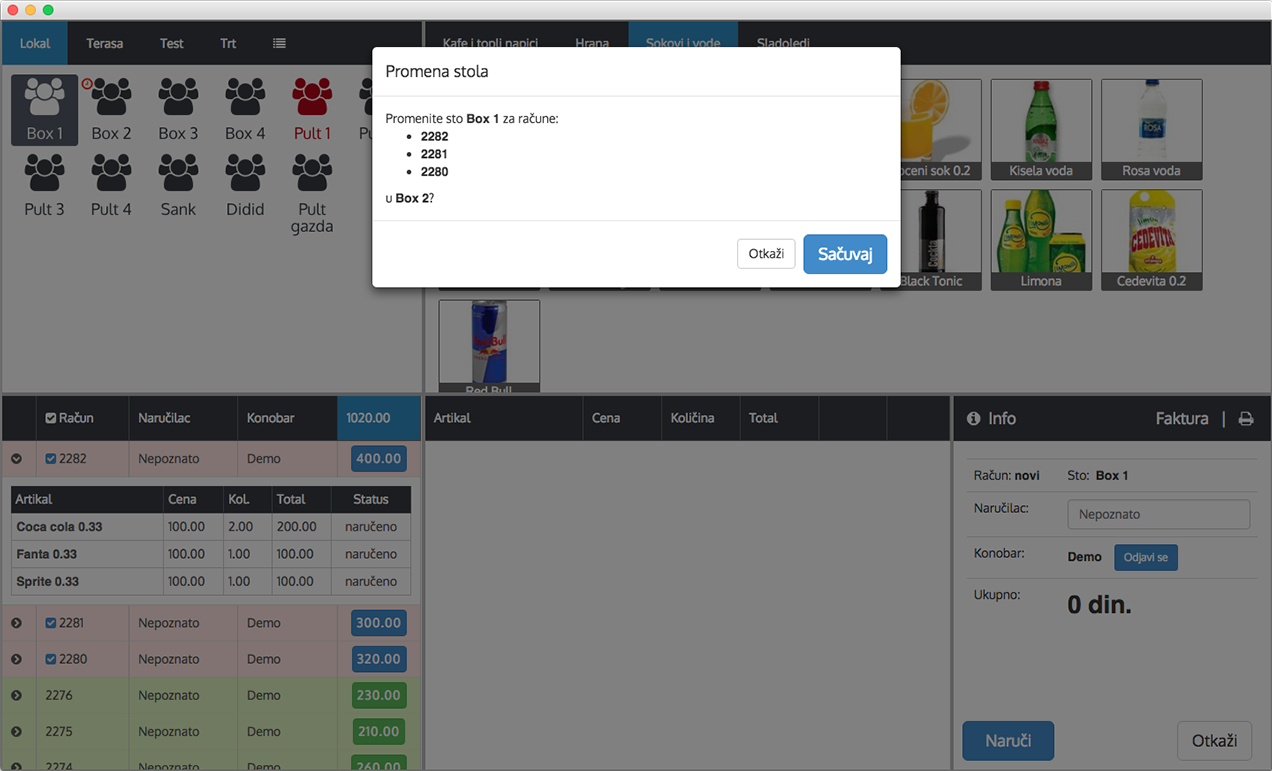 Lokal Terasa Test Trt
Kafe i topli napici Hrana Sokovi i vode Sladoledi
Box 1 Box 2 Box 3 Box 4 Pult 1
Pult 3 Pult 4 Sank Didid Pult gazda
Promena stola
Promenite sto Box 1 za račune:
2282
2281
2280
u Box 2?
Otkaži Sačuvaj
Kisela voda Rosa voda
ROSA
Black Tonic Limona Cedevita 0.2
CEDEVITA
Red Bull
Račun Naručilac Konobar 1020.00
2282 Nepoznato Demo 400.00
Artikal Cena Kol. Total Status
Coca cola 0.33 100.00 2.00 200.00 naručeno
Fanta 0.33 100.00 1.00 100.00 naručeno
Sprite 0.33 100.00 1.00 100.00 naručeno
2281 Nepoznato Demo 300.00
2280 Nepoznato Demo 320.00
2276 Nepoznato Demo 230.00
2275 Nepoznato Demo 210.00
2274 Nepoznato Demo 260.00
Artikal Cena Količina Total
Info Faktura |
Račun: novi Sto: Box 1
Naručilac: Nepoznato
Konobar: Demo Odjavi se
Ukupno: 0 din.
Naruči Otkaži